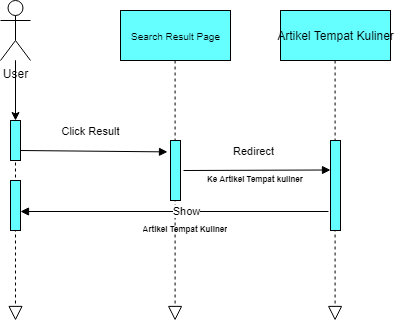 Search Result Page
Artikel Tempat Kuliner
User
Click Result
Redirect
Ke Artikel Tempat kuliner
Show
Artikel Tempat Kuliner